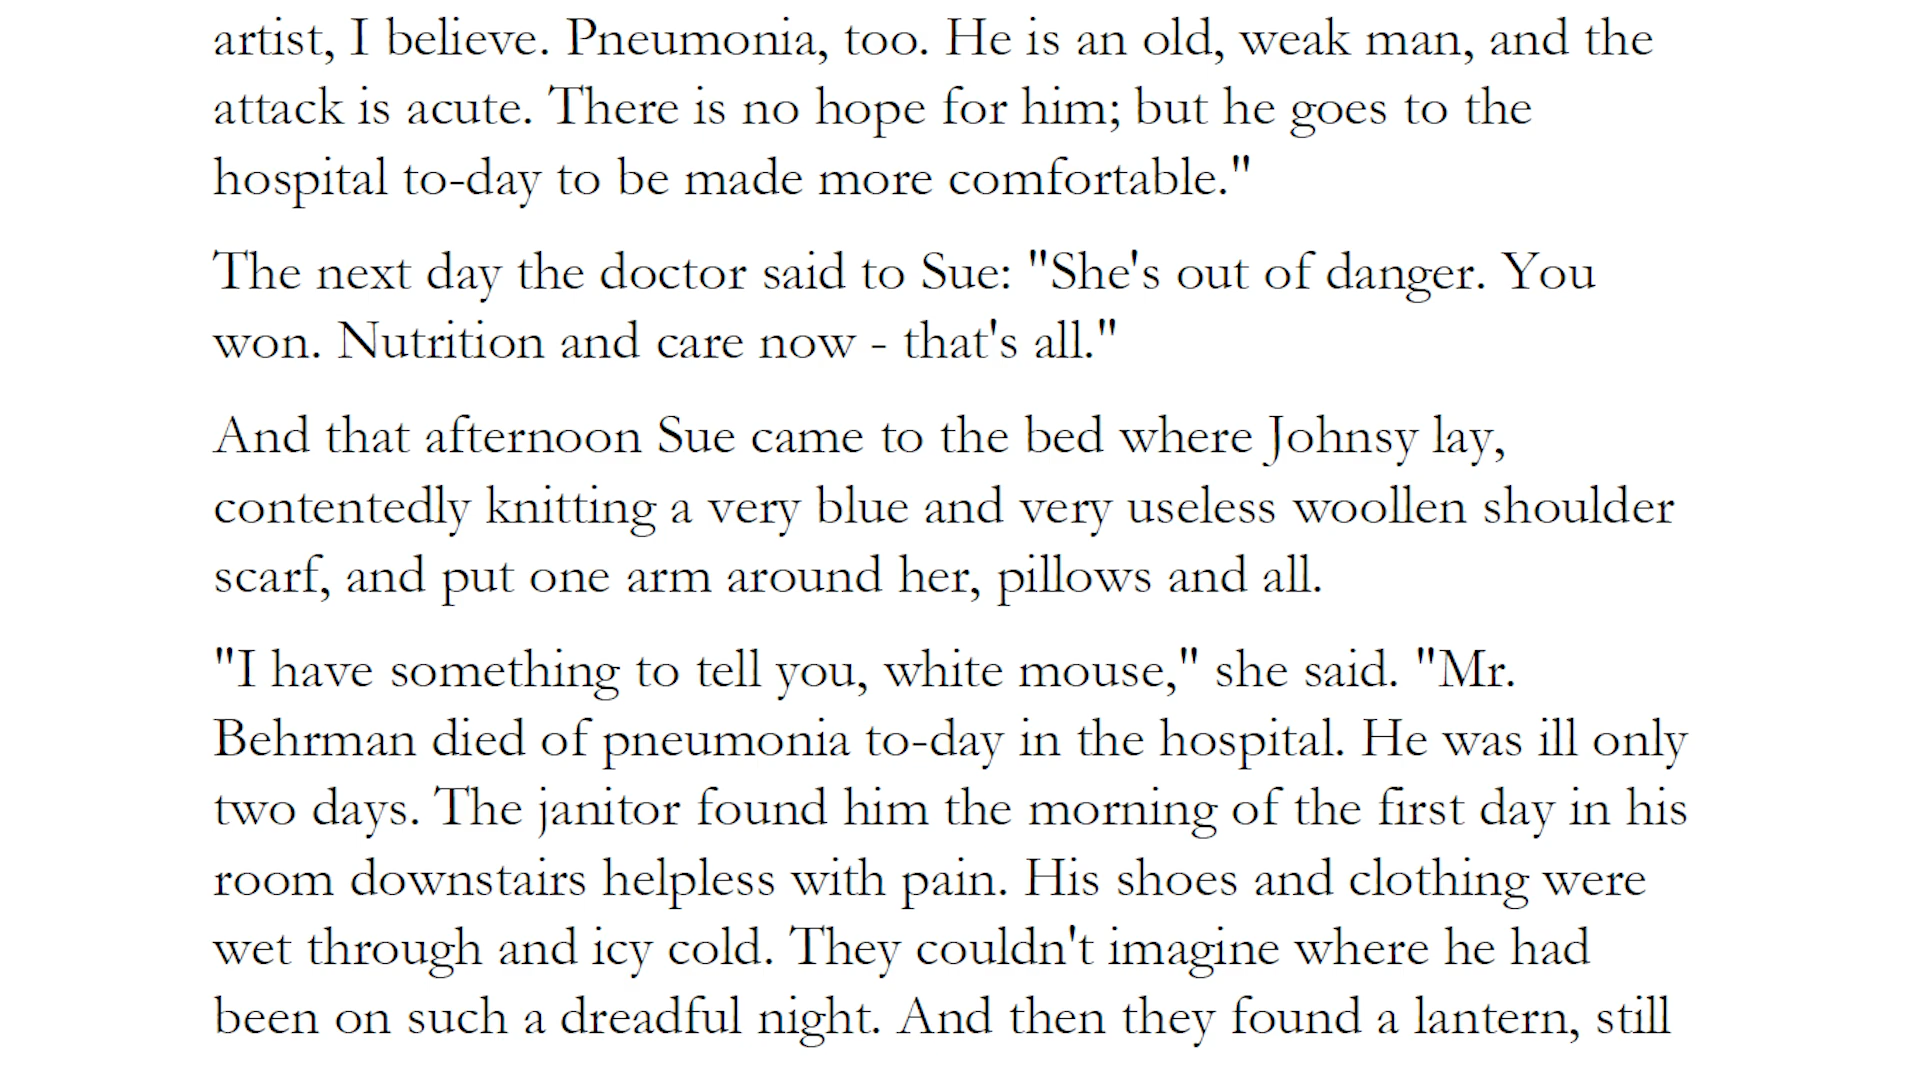 artist, I believe. Pneumonia, too. He is an old, weak man, and the
attack is acute. There is no hope for him; but he goes to the
hospital to-day to be made more comfortable."
The next day the doctor said to Sue: "She's out of danger. You
won. Nutrition and care now - that's all."
And that afternoon Sue came to the bed where Johnsy lay,
contentedly knitting a very blue and very useless woollen shoulder
scarf, and put one arm around her, pillows and all.
"I have something to tell you, white mouse," she said. "Mr.
Behrman died of pneumonia to-day in the hospital. He was ill only
two days. The janitor found him the morning of the first day in his
room downstairs helpless with pain. His shoes and clothing were
wet through and icy cold. They couldn't imagine where he had
been on such a dreadful night. And then they found a lantern, still